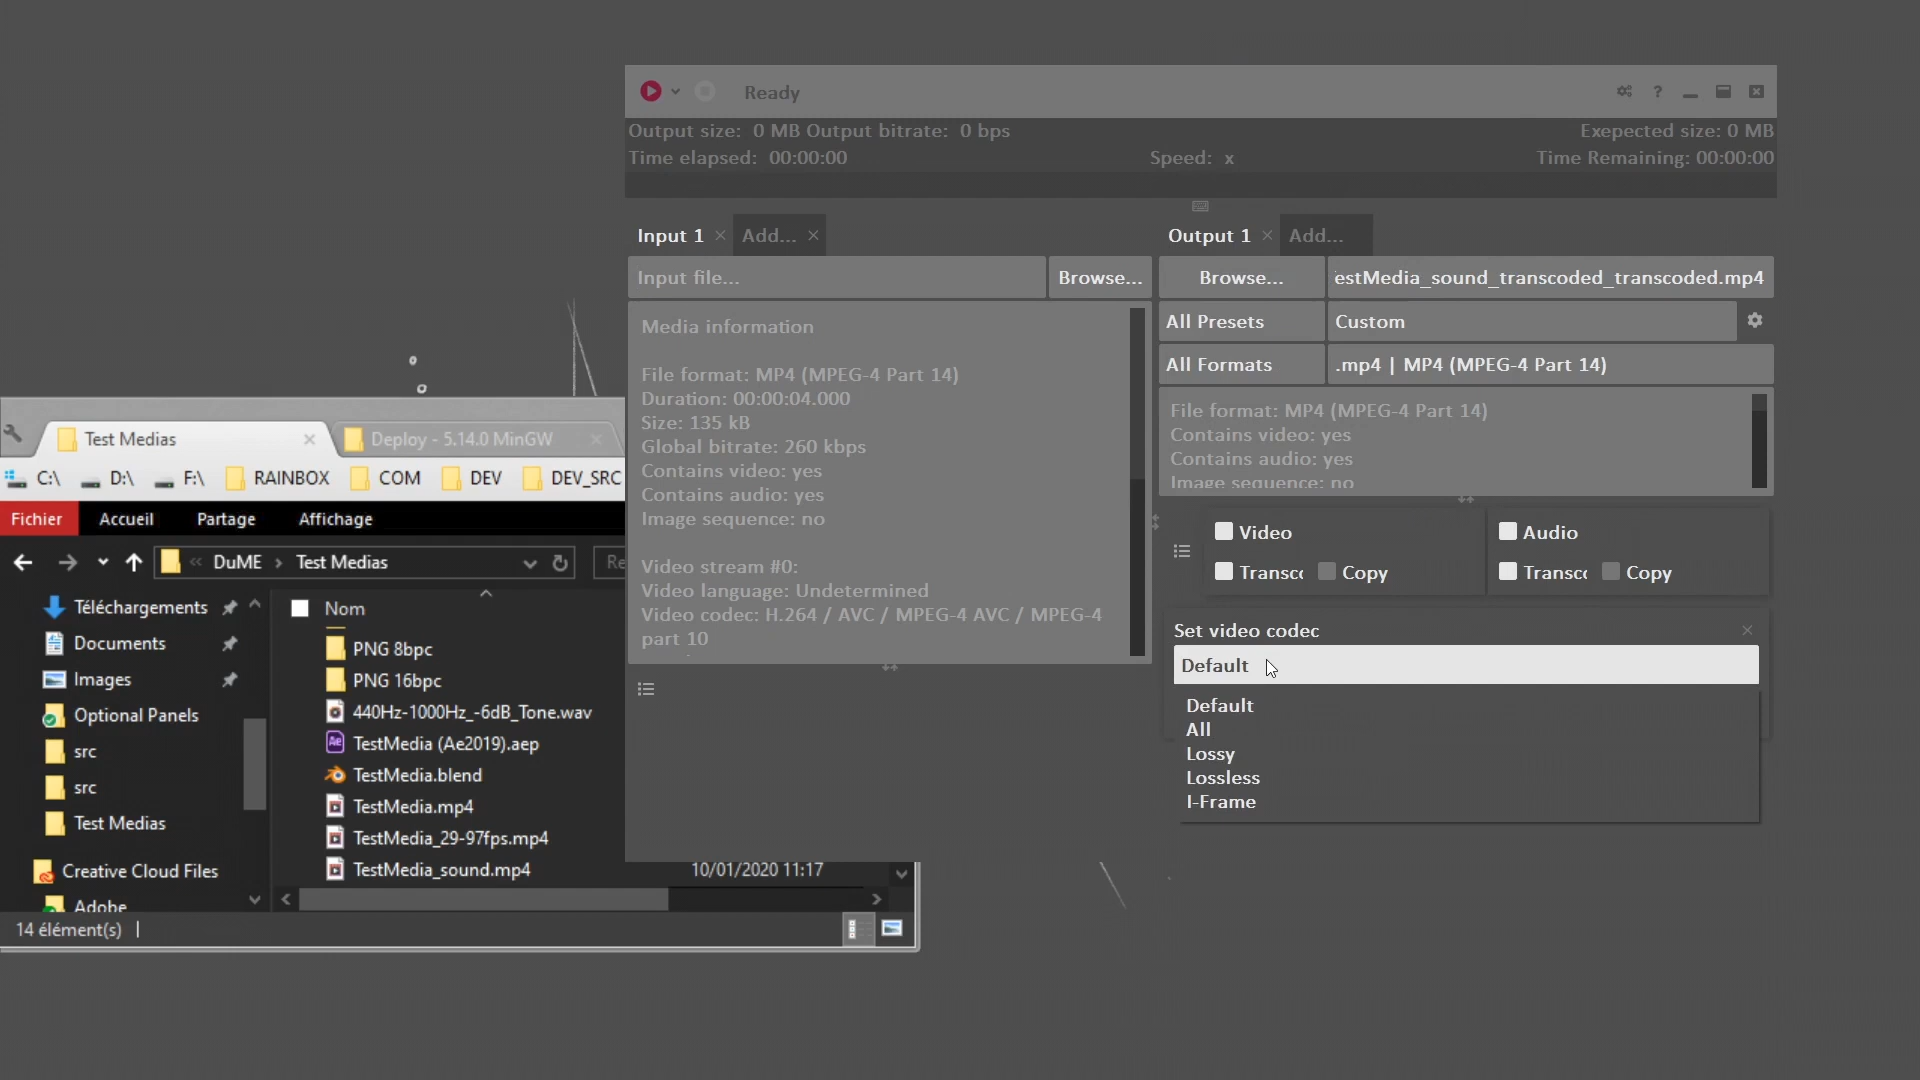 Ready
Output size: 0 MB Output bitrate: 0 bps
Exepected size: 0 MB
Time elapsed: 00:00:00
Speed: x
Time Remaining: 00:00:00
Input 1
Add...
Input file...
Browse...
Media information
File format: MP4 (MPEG-4 Part 14)
Duration: 00:00:04.000
Size: 135 kB
Global bitrate: 260 kbps
Contains video: yes
Contains audio: yes
Image sequence: no
Video stream #0:
Video language: Undetermined
Video codec: H.264 / AVC / MPEG-4 AVC / MPEG-4
part 10
Output 1
Add...
Browse...
estMedia_sound_transcoded_transcoded.mp4
All Presets
Custom
All Formats
.mp4 | MP4 (MPEG-4 Part 14)
File format: MP4 (MPEG-4 Part 14)
Contains video: yes
Contains audio: yes
Image sequence: no
Video
Transc
Copy
Audio
Transc
Copy
Set video codec
Default
Default
All
Lossy
Lossless
I-Frame
Test Medias
Deploy - 5.14.0 MinGW
C:\
D:\
F:\
RAINBOX
COM
DEV
DEV_SRC
Fichier
Accueil
Partage
Affichage
« DuME > Test Medias
Re
Téléchargements
Documents
Images
Optional Panels
src
src
Test Medias
Creative Cloud Files
Adobe
Nom
PNG 8bpc
PNG 16bpc
440Hz-1000Hz_-6dB_Tone.wav
TestMedia (Ae2019).aep
TestMedia.blend
TestMedia.mp4
TestMedia_29-97fps.mp4
TestMedia_sound.mp4
10/01/2020 11:17
14 élément(s)